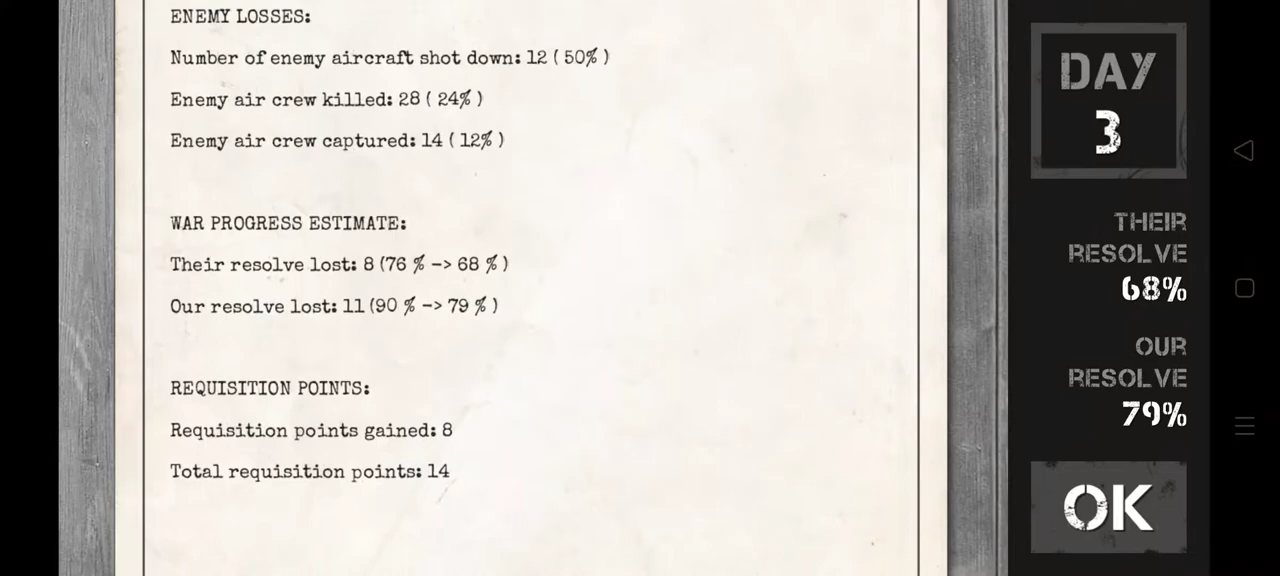 ENEMY LOSSES:
Number of enemy aircraft shot down: 12 ( 50% )
Enemy air crew killed: 28 ( 24% )
Enemy air crew captured: 14 ( 12% )
WAR PROGRESS ESTIMATE:
Their resolve lost: 8 (76 % -> 68 % )
Our resolve lost: 11 (90 % -> 79 % )
REQUISITION POINTS:
Requisition points gained: 8
Total requisition points: 14
DAY
3
THEIR
RESOLVE
68%
OUR
RESOLVE
79%
OK